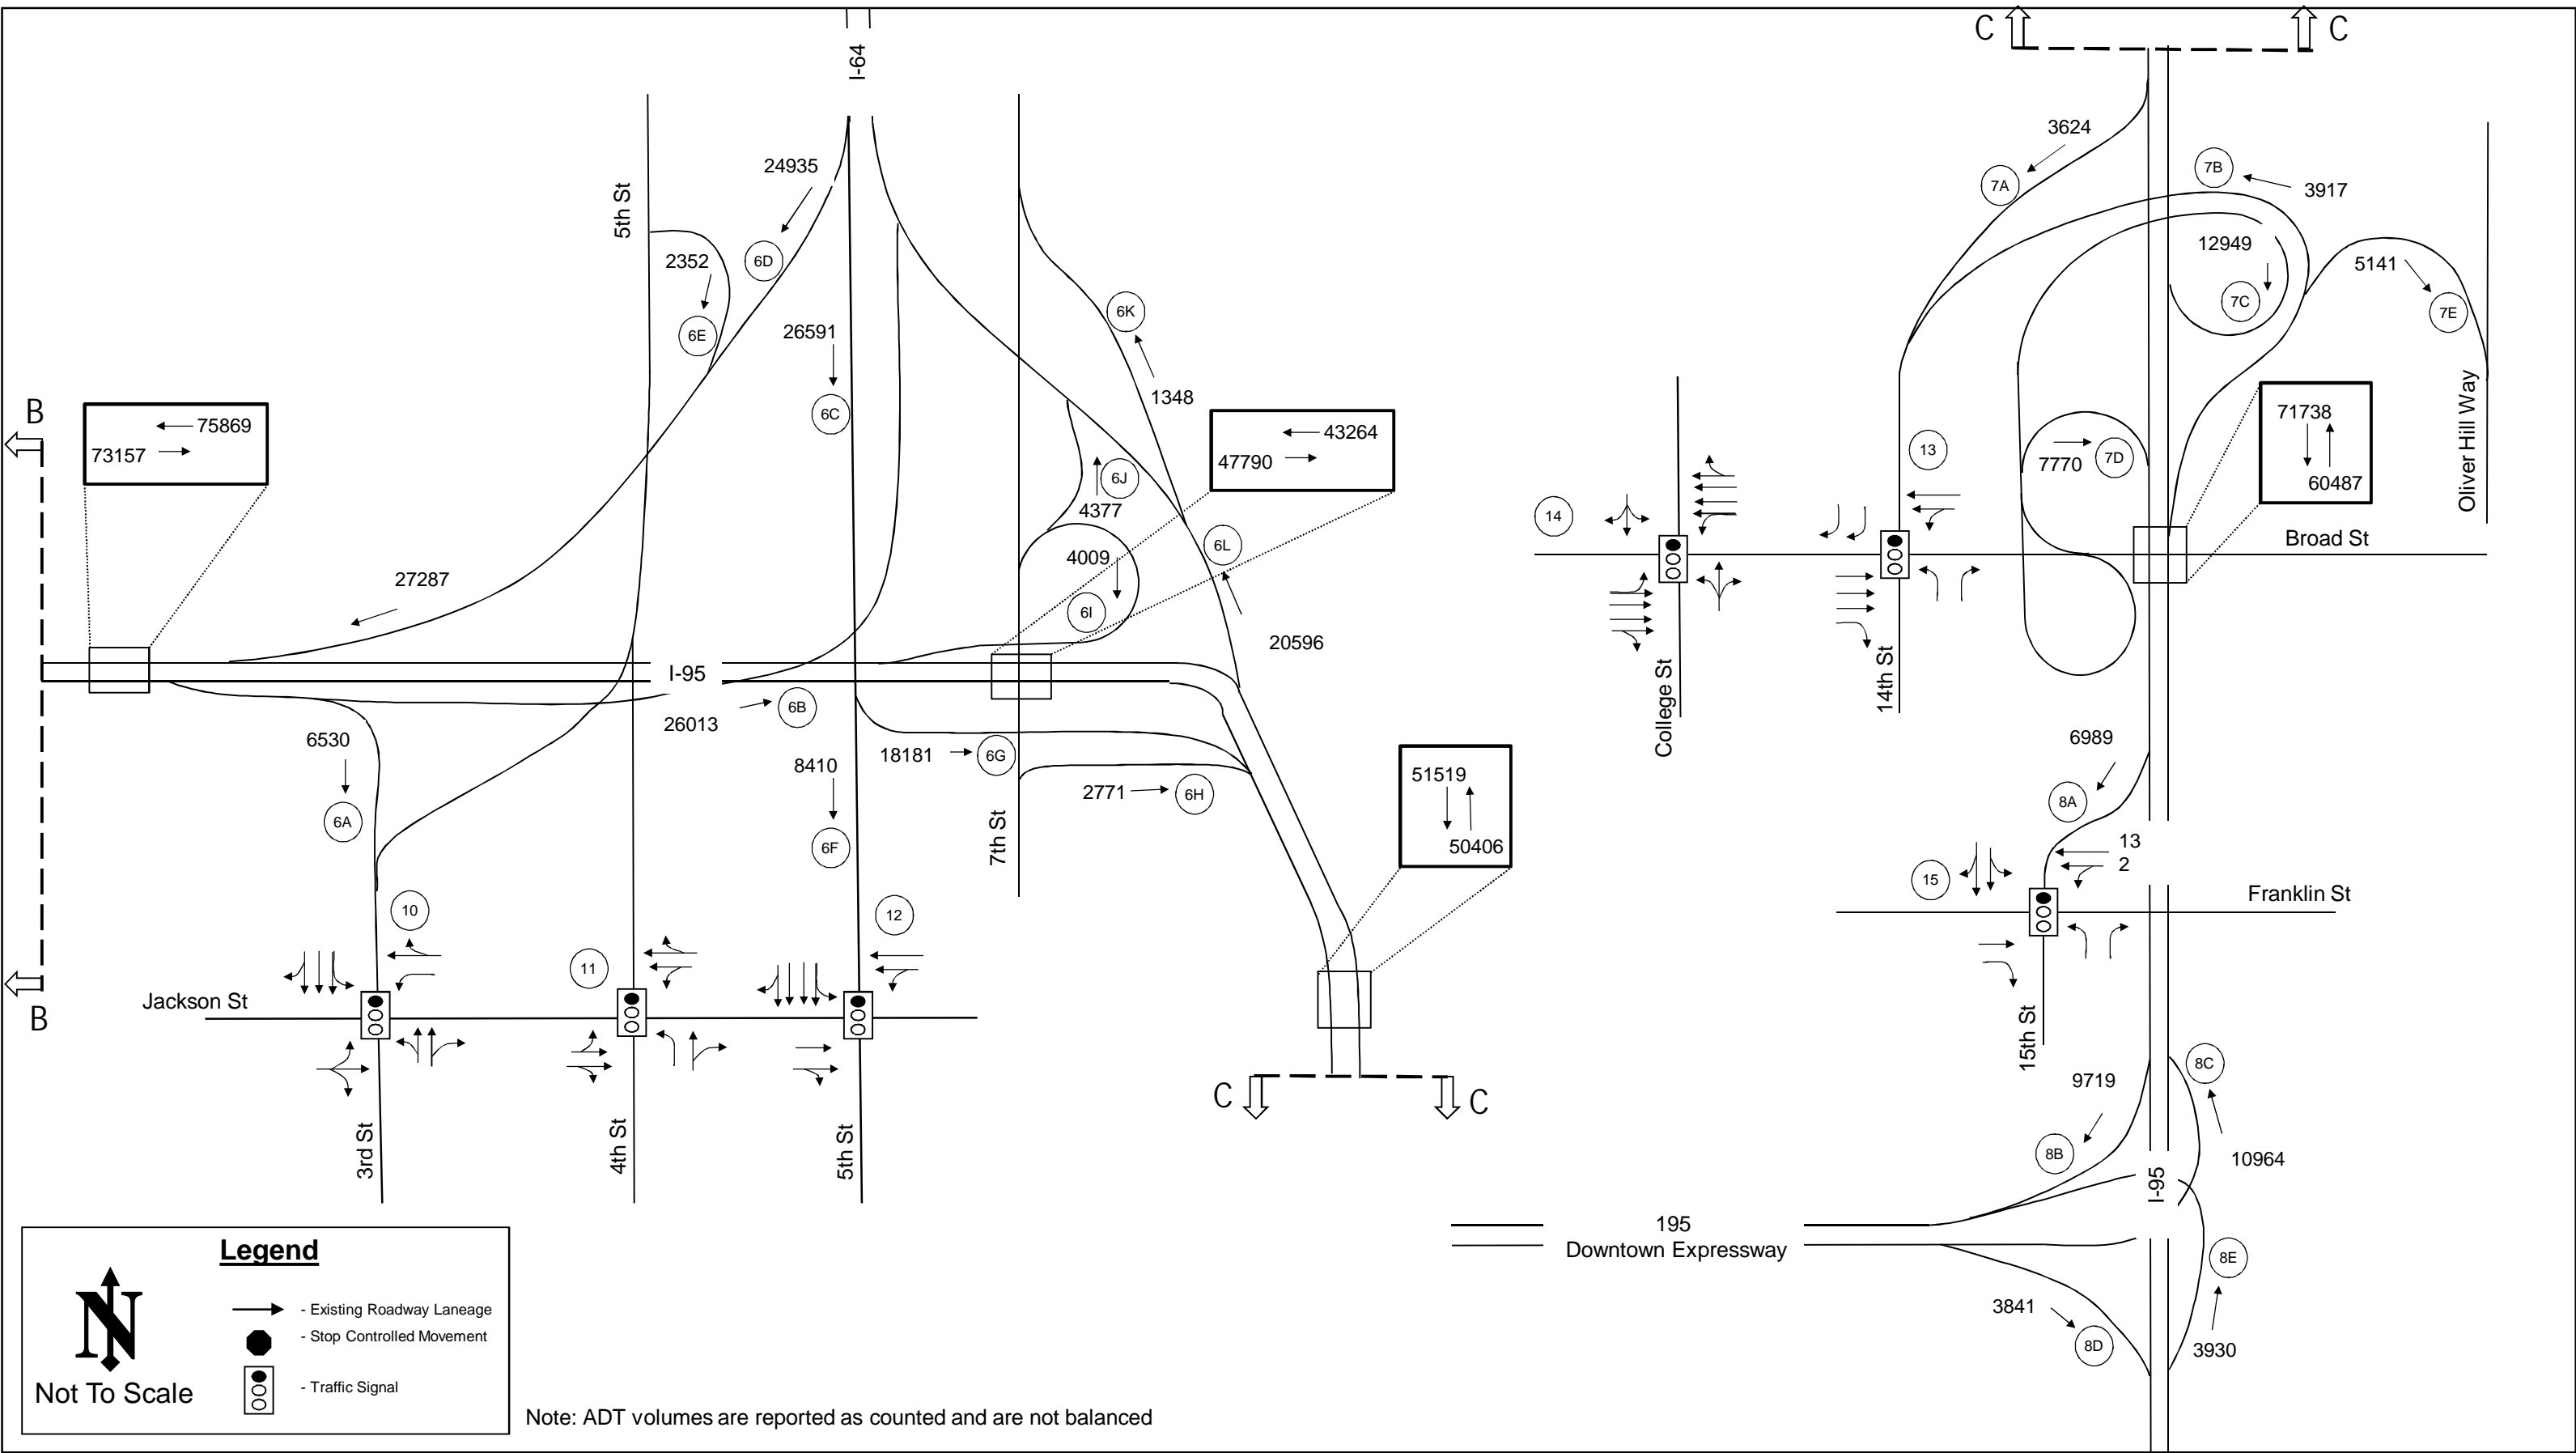 C
C
I-64
3624
7A
7B
3917
24935
5th St
2352
6D
6E
12949
7C
5141
7E
6K
26591
1348
6C
B
75869
73157
43264
47790
71738
60487
Oliver Hill Way
13
7770
7D
6J
4377
14
6L
4009
6I
Broad St
27287
20596
I-95
College St
14th St
26013
6B
6530
18181
6G
8410
2771
6H
6A
6F
7th St
51519
50406
6989
8A
13
2
15
Franklin St
10
12
11
B
Jackson St
15th St
8C
9719
C
C
3rd St
4th St
5th St
8B
10964
I-95
195
Downtown Expressway
8E
3841
8D
3930
Legend
N
- Existing Roadway Laneage
- Stop Controlled Movement
- Traffic Signal
Not To Scale
Note: ADT volumes are reported as counted and are not balanced